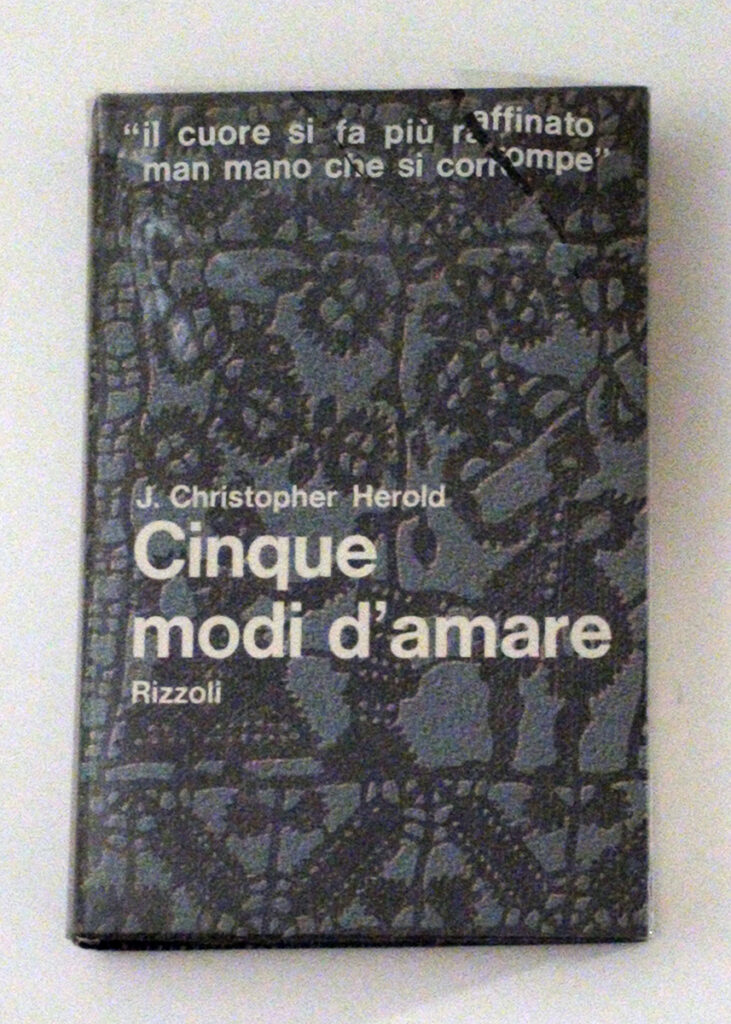 “il cuore si fa più raffinato
man mano che si corrompe”
J. Christopher Herold
Cinque
modi d’amare
Rizzoli